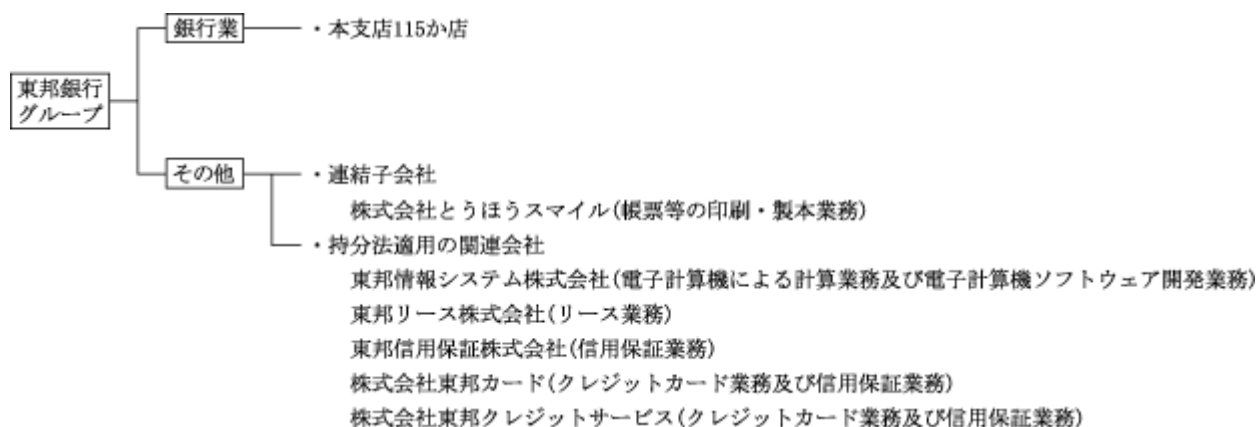 銀行業
・本支店115か店
東邦銀行
グループ
その他
・連結子会社
株式会社とうほうスマイル(帳票等の印刷・製本業務)
・持分法適用の関連会社
東邦情報システム株式会社(電子計算機による計算業務及び電子計算機ソフトウェア開発業務)
東邦リース株式会社(リース業務)
東邦信用保証株式会社(信用保証業務)
株式会社東邦カード(クレジットカード業務及び信用保証業務)
株式会社東邦クレジットサービス(クレジットカード業務及び信用保証業務)